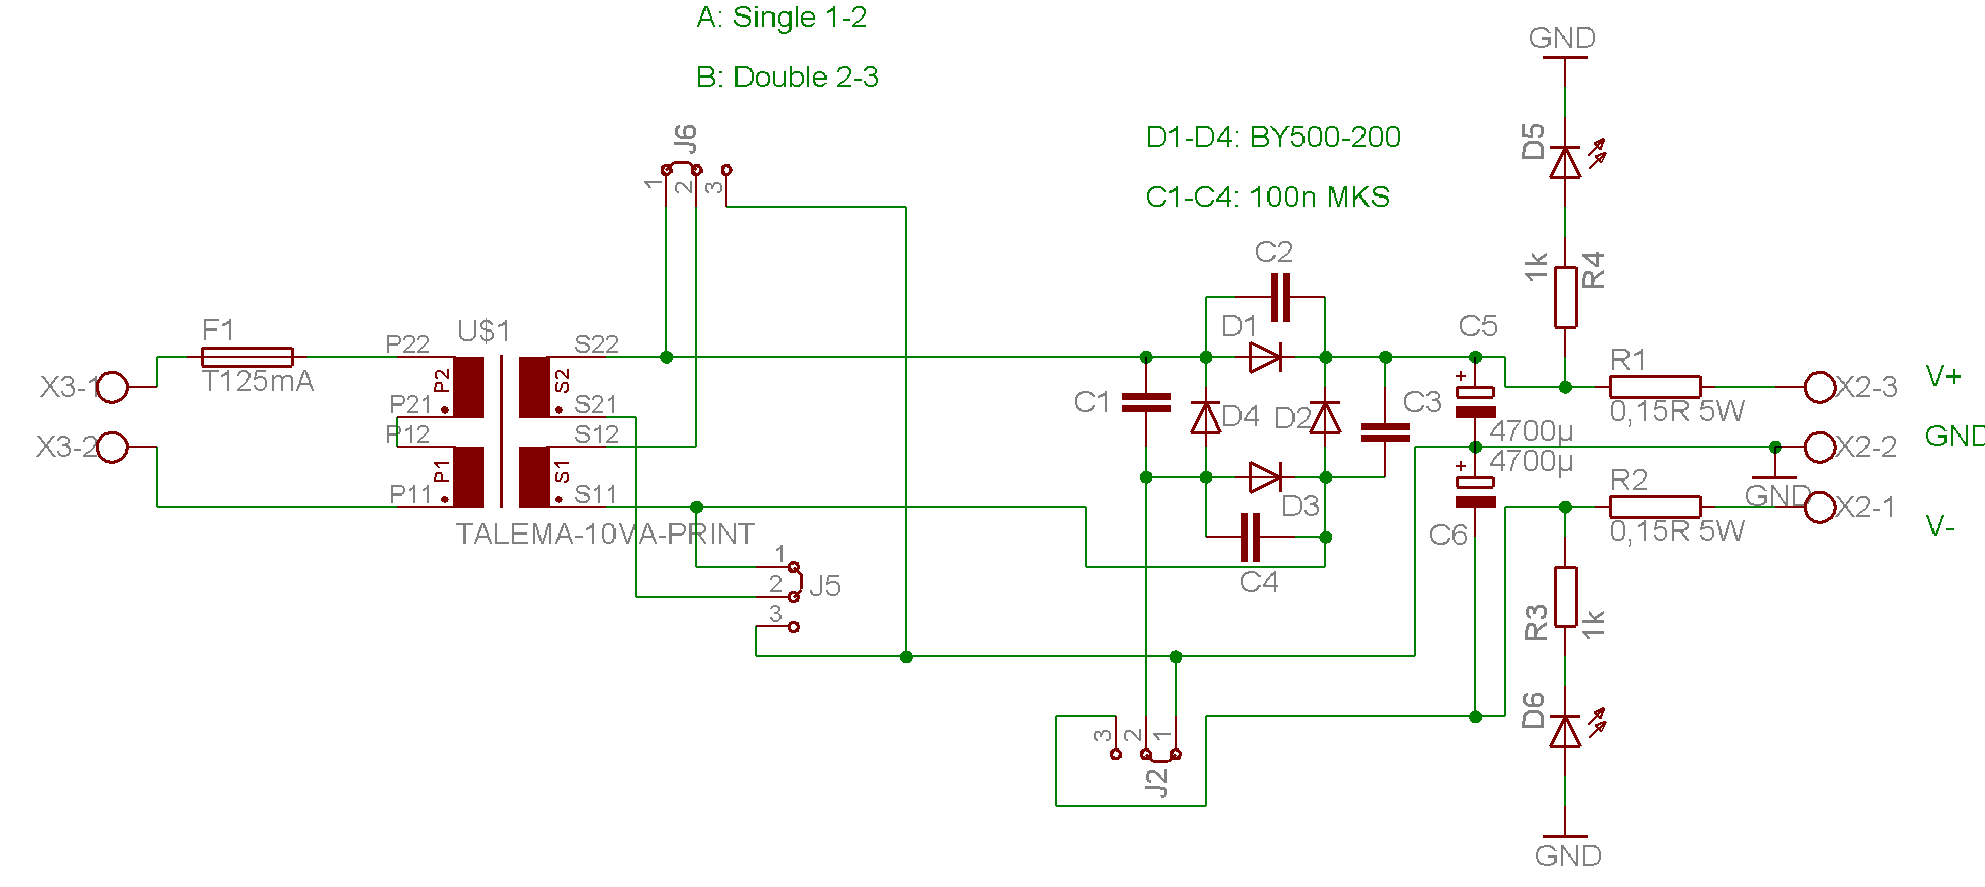 A: Single 1-2
B: Double 2-3
GND
J6
1
2
3
D1-D4: BY500-200
C1-C4: 100n MKS
D5
1k
R4
C2
F1
T125mA
U$1
P22
P2
P21
P12
P1
P11
S22
S2
S21
S12
S1
S11
TALEMA-10VA-PRINT
X3-1
X3-2
D1
C1
D4
D2
C3
D3
C4
C5
+
4700µ
4700µ
+
C6
R1
0,15R 5W
X2-3
V+
X2-2
GND
GND
R2
0,15R 5W
X2-1
V-
1
2
J5
3
R3
1k
D6
3
2
1
J2
GND